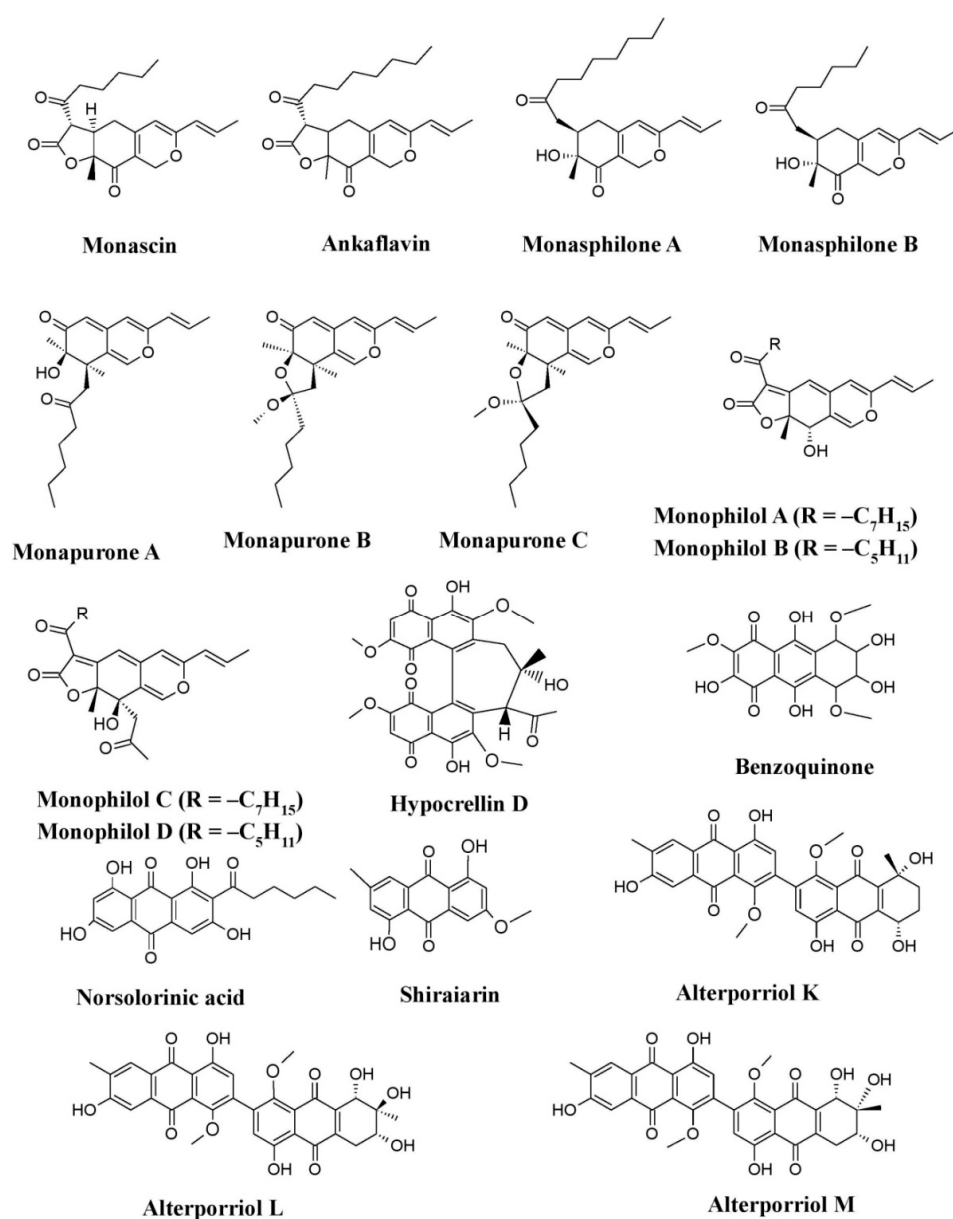 Monascin
Ankaflavin
Monasphilone A
Monasphilone B
Monapurone A
Monapurone B
Monapurone C
Monophilol A (R = –C₇H₁₅)
Monophilol B (R = –C₅H₁₁)
Monophilol C (R = –C₇H₁₅)
Monophilol D (R = –C₅H₁₁)
Hypocrellin D
Benzoquinone
Norsolorinic acid
Shiraiarin
Alterporriol K
Alterporriol L
Alterporriol M